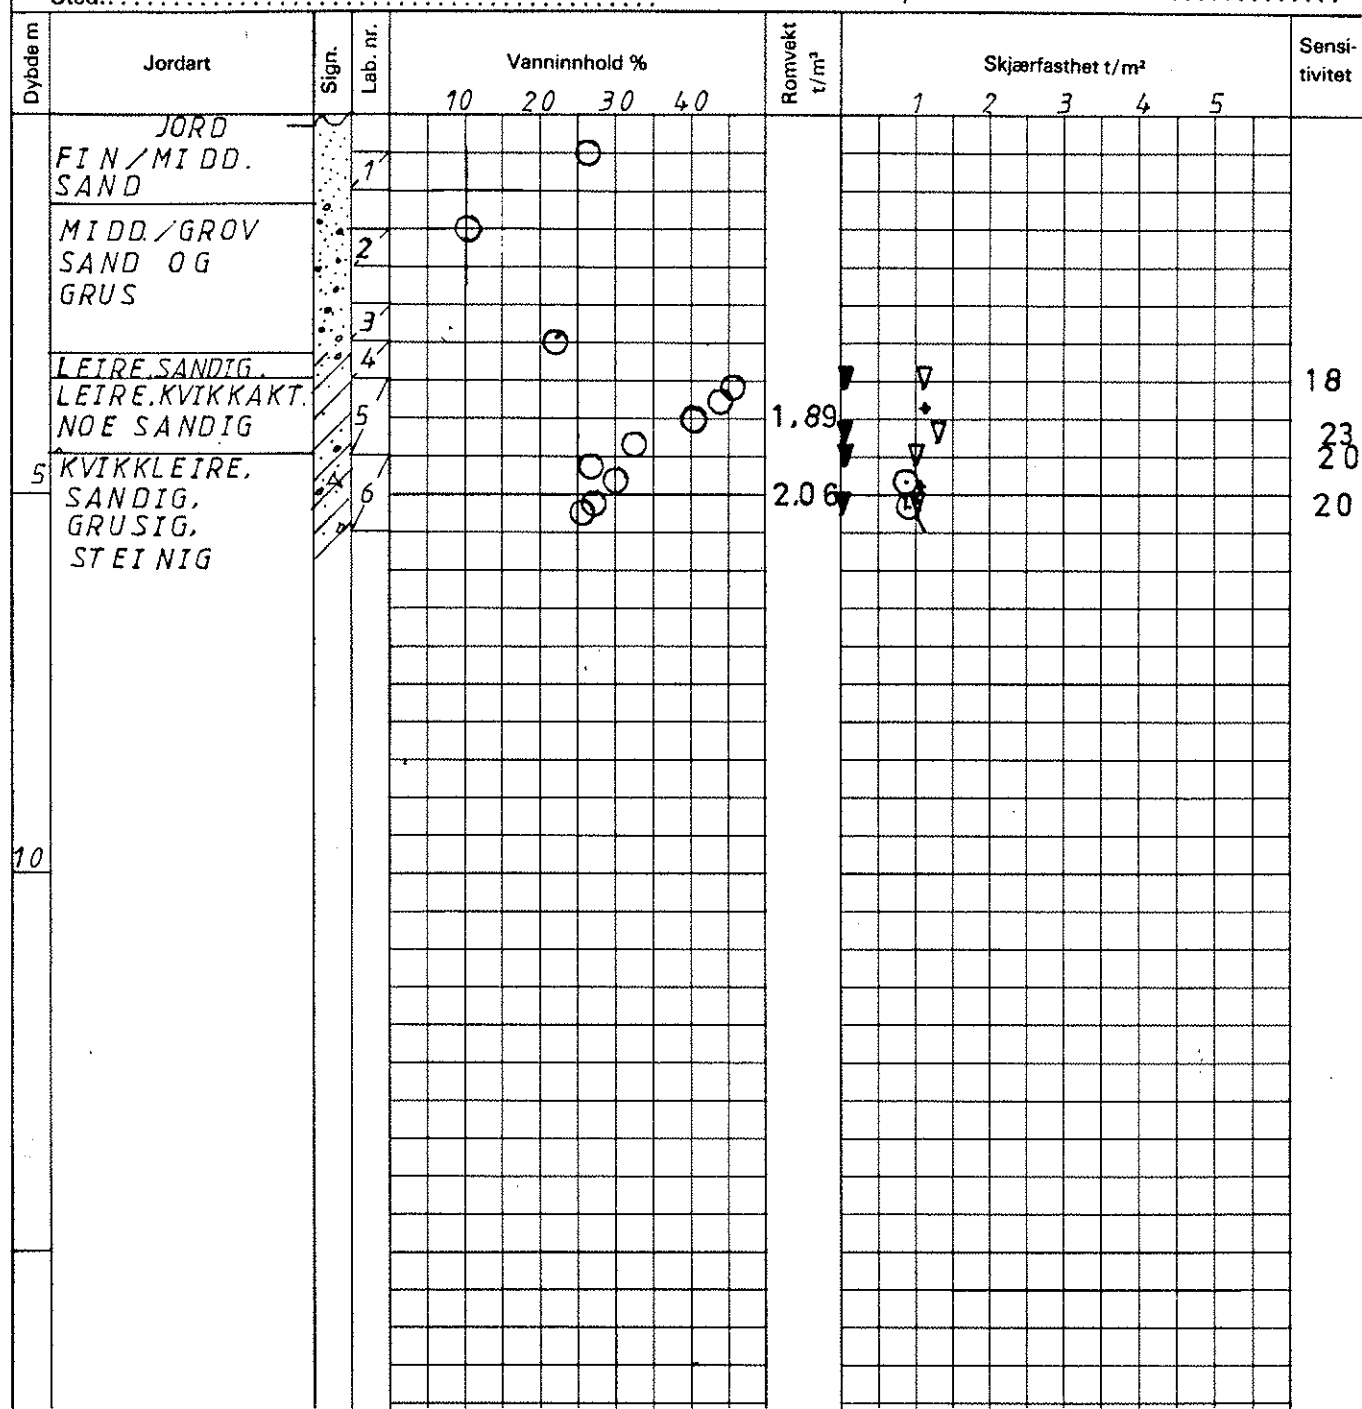 Dybde m
Jordart
Sign.
Lab. nr.
Vanninnhold %
Romvekt t/m³
Skjærfasthet t/m²
Sensi-
tivitet
10 20 30 40
1 2 3 4 5
JORD
FIN/MIDD.
SAND
1
MIDD./GROV
SAND OG
GRUS
2
3
LEIRE.SANDIG.
4
18
LEIRE.KVIKKAKT.
NOE SANDIG
5
1,89
23
20
5
KVIKKLEIRE,
SANDIG,
GRUSIG,
STEINIG
6
2.06
20
10